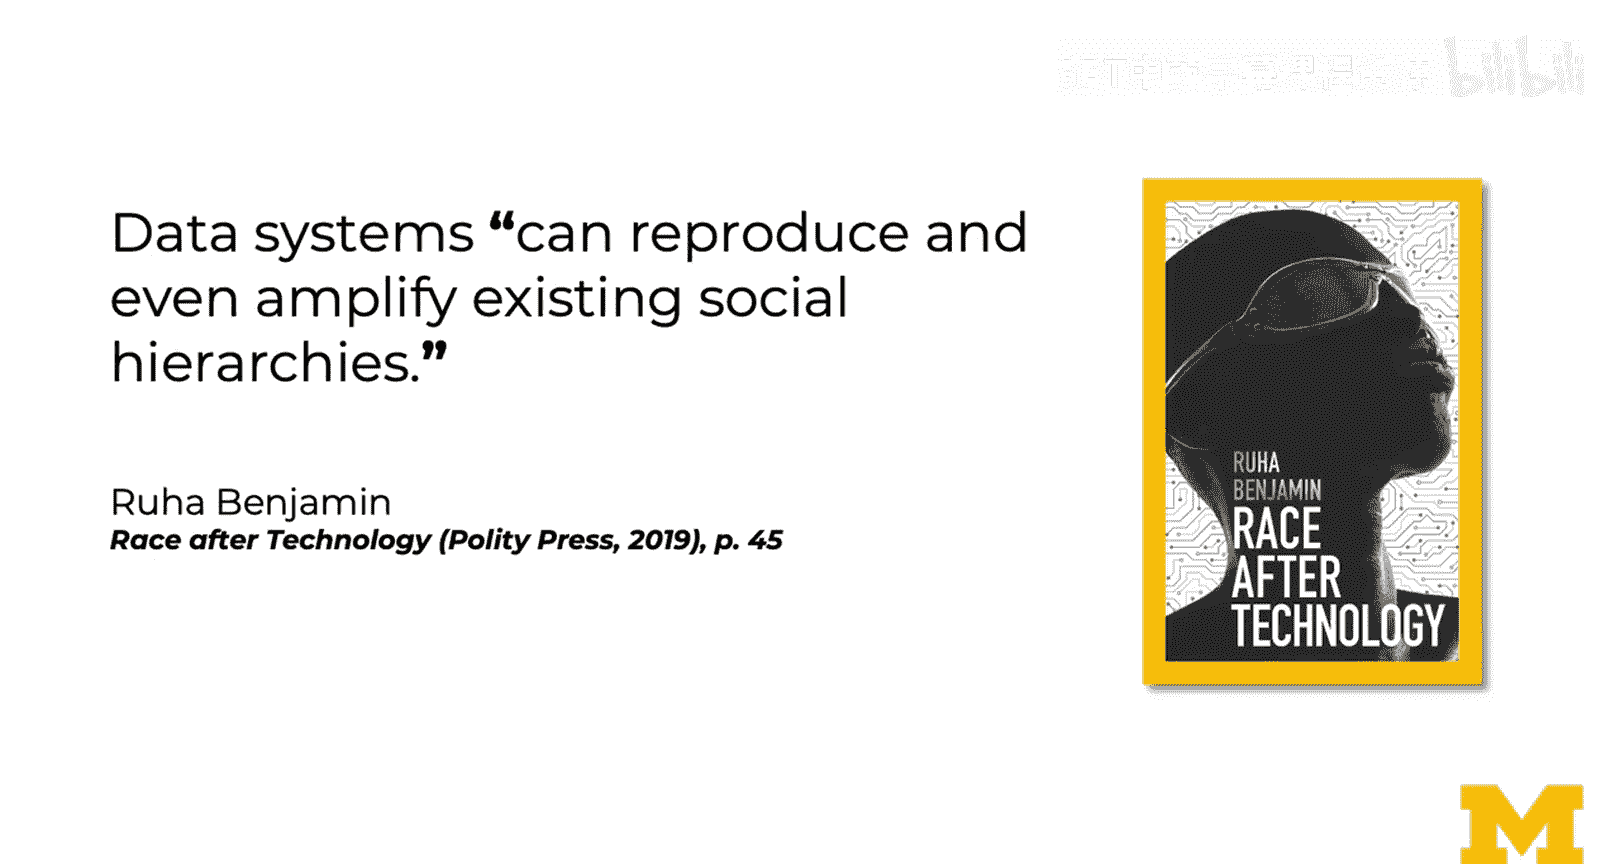 bilibili
Data systems “can reproduce and
even amplify existing social
hierarchies.”
Ruha Benjamin
Race after Technology (Polity Press, 2019), p. 45
RUHA
BENJAMIN
RACE
AFTER
TECHNOLOGY
M